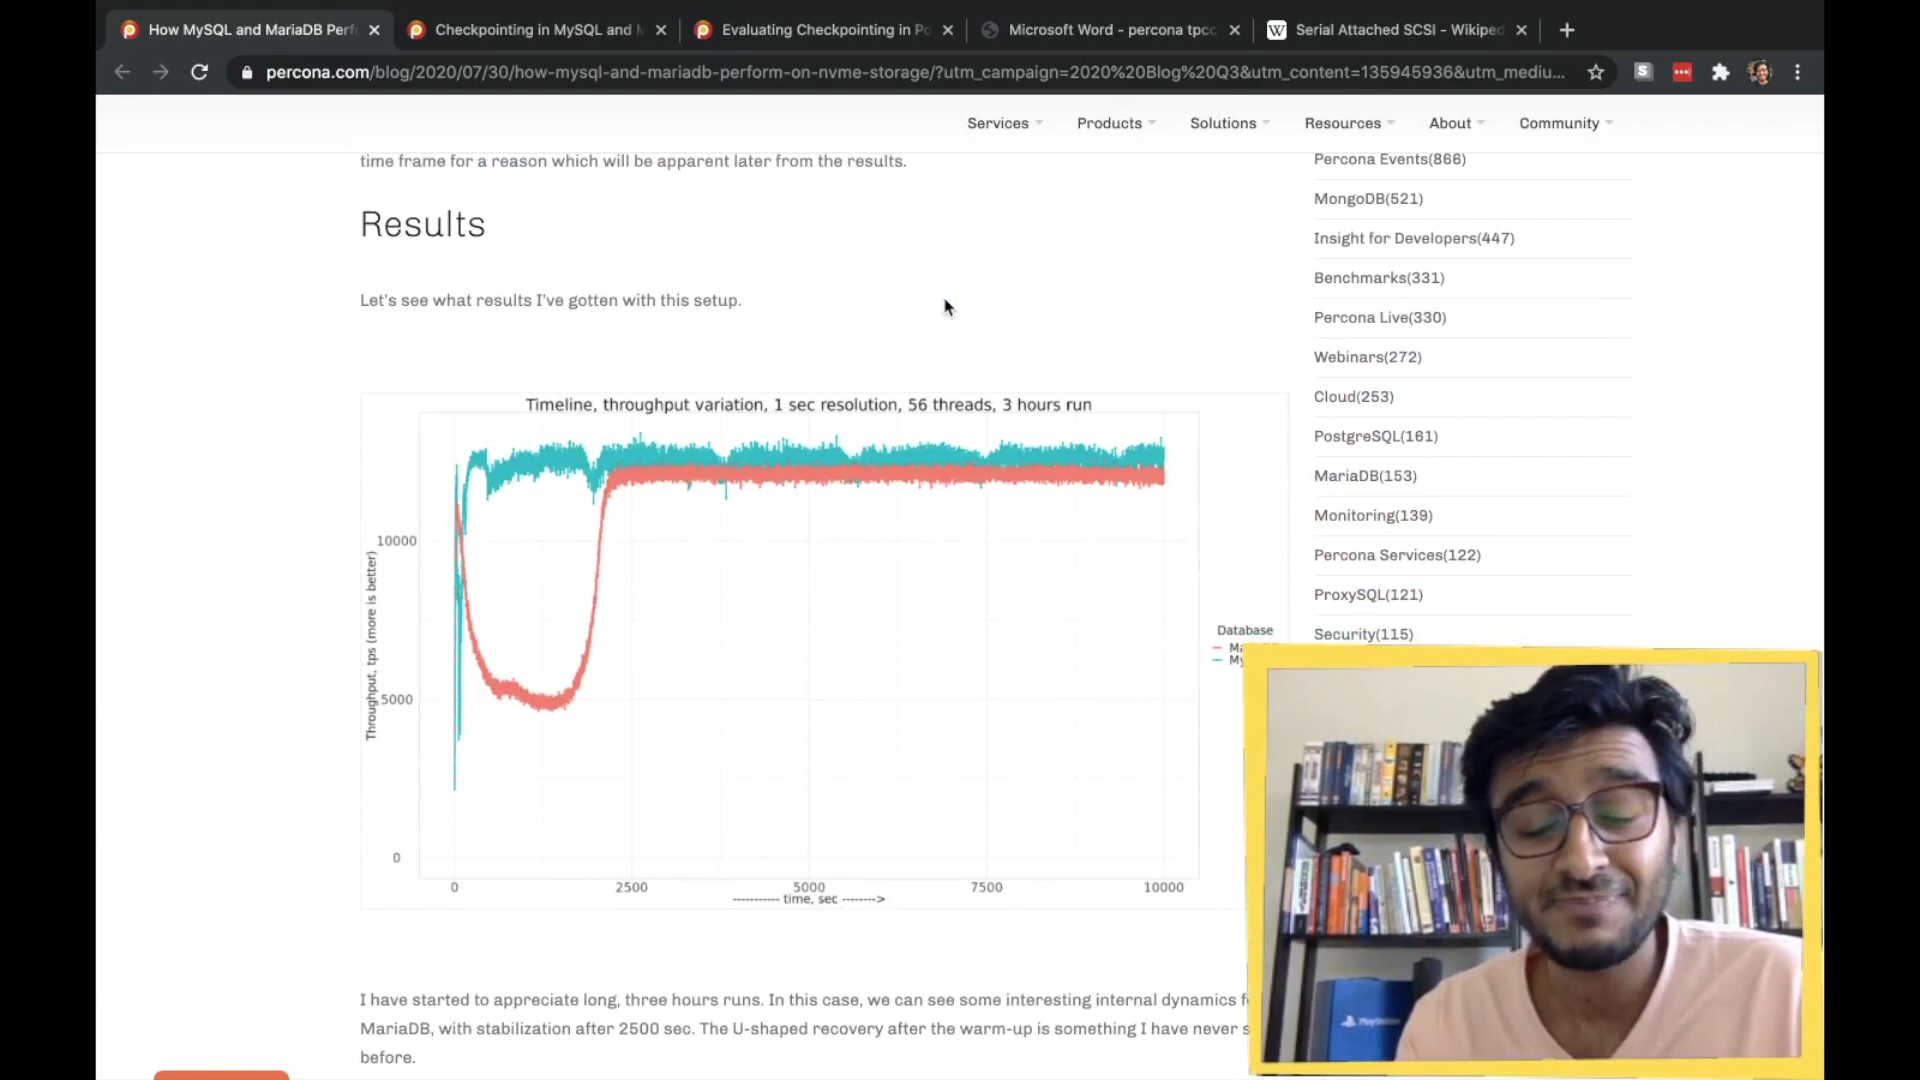 How MySQL and MariaDB Perf
Checkpointing in MySQL and M
Evaluating Checkpointing in Po
Microsoft Word - percona tpcc
Serial Attached SCSI - Wikiped
percona.com/blog/2020/07/30/how-mysql-and-mariadb-perform-on-nvme-storage/?utm_campaign=2020%20Blog%20Q3&utm_content=135945936&utm_mediu...
Services
Products
Solutions
Resources
About
Community
time frame for a reason which will be apparent later from the results.
Results
Let's see what results I've gotten with this setup.
Timeline, throughput variation, 1 sec resolution, 56 threads, 3 hours run
Throughput, tps (more is better)
10000
5000
0
0
2500
5000
7500
10000
----------- time, sec -------->
Database
Ma
My
I have started to appreciate long, three hours runs. In this case, we can see some interesting internal dynamics f
MariaDB, with stabilization after 2500 sec. The U-shaped recovery after the warm-up is something I have never s
before.
Percona Events(866)
MongoDB(521)
Insight for Developers(447)
Benchmarks(331)
Percona Live(330)
Webinars(272)
Cloud(253)
PostgreSQL(161)
MariaDB(153)
Monitoring(139)
Percona Services(122)
ProxySQL(121)
Security(115)
PlayStation